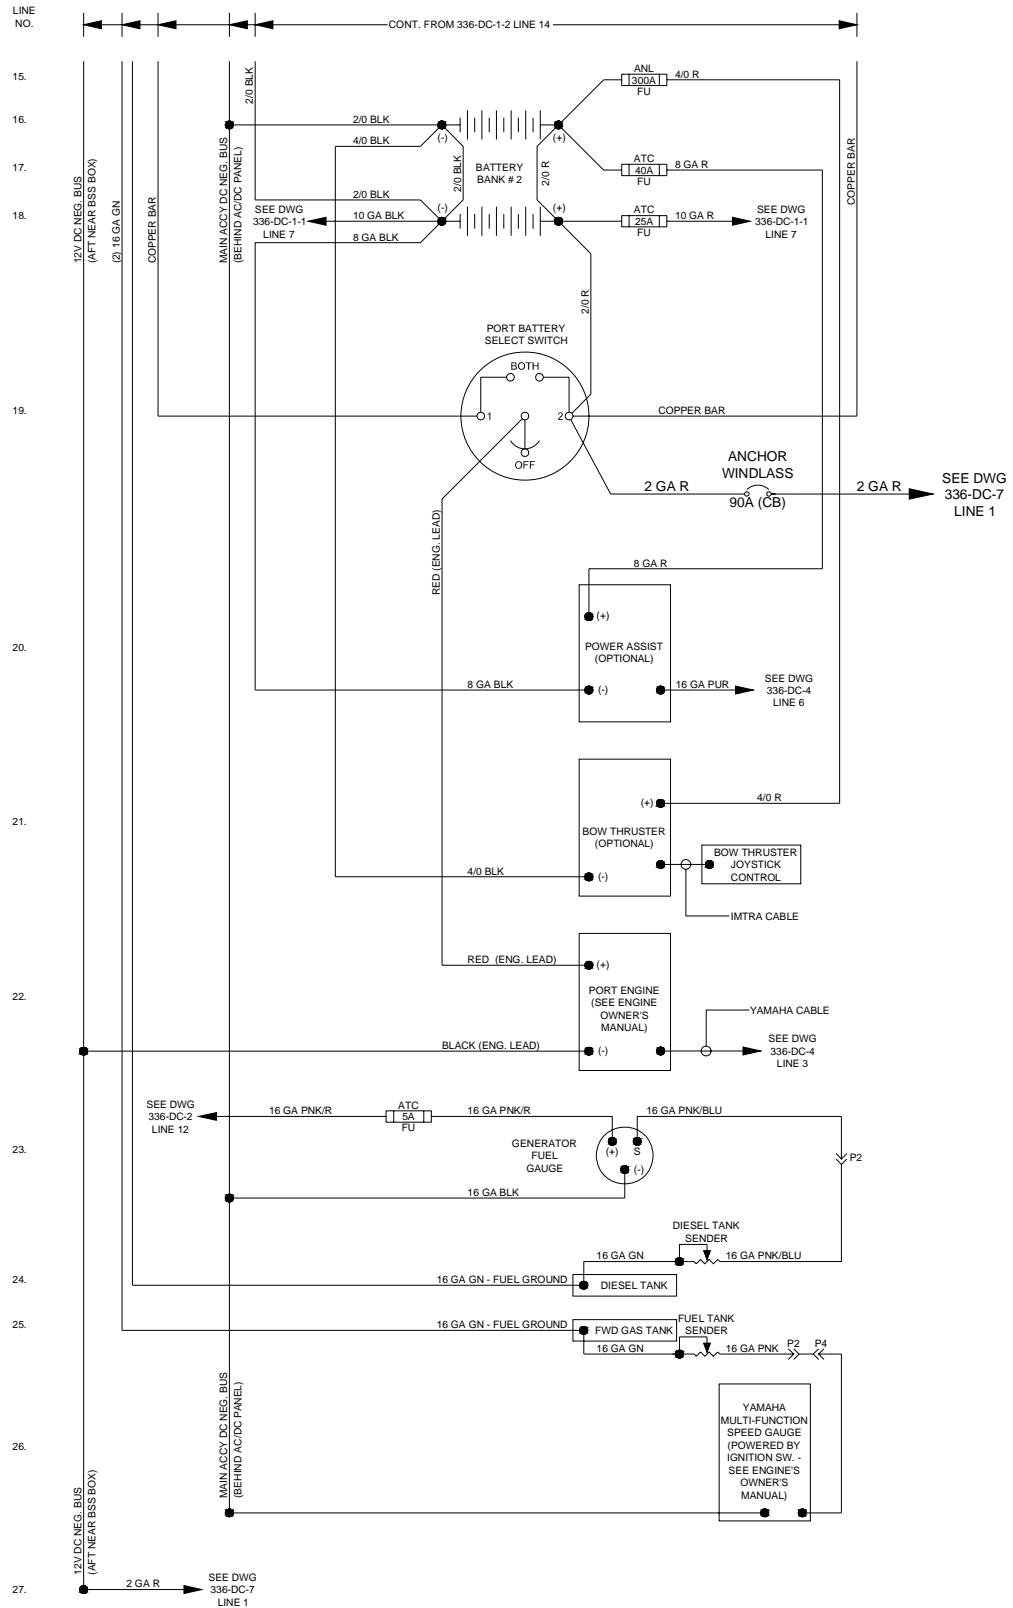 LINE
NO.
CONT. FROM 336-DC-1-2 LINE 14
15.
2/0 BLK
ANL
300A
FU
4/0 R
16.
2/0 BLK
4/0 BLK
(-)
(+)
12V DC NEG. BUS
(AFT NEAR BSS BOX)
(2) 16 GA GN
COPPER BAR
MAIN ACCY DC NEG. BUS
(BEHIND AC/DC PANEL)
17.
2/0 BLK
BATTERY
BANK # 2
2/0 R
ATC
40A
FU
8 GA R
COPPER BAR
18.
2/0 BLK
SEE DWG
336-DC-1-1
LINE 7
10 GA BLK
8 GA BLK
(-)
(+)
ATC
25A
FU
10 GA R
SEE DWG
336-DC-1-1
LINE 7
2/0 R
PORT BATTERY
SELECT SWITCH
BOTH
19.
1
2
OFF
COPPER BAR
ANCHOR
WINDLASS
2 GA R
90A (CB)
2 GA R
SEE DWG
336-DC-7
LINE 1
RED (ENG. LEAD)
8 GA R
20.
(+)
POWER ASSIST
(OPTIONAL)
8 GA BLK
(-)
16 GA PUR
SEE DWG
336-DC-4
LINE 6
21.
(+)
4/0 R
BOW THRUSTER
(OPTIONAL)
4/0 BLK
(-)
BOW THRUSTER
JOYSTICK
CONTROL
IMTRA CABLE
22.
RED (ENG. LEAD)
(+)
PORT ENGINE
(SEE ENGINE
OWNER'S
MANUAL)
BLACK (ENG. LEAD)
(-)
YAMAHA CABLE
SEE DWG
336-DC-4
LINE 3
23.
SEE DWG
336-DC-2
LINE 12
16 GA PNK/R
ATC
5A
FU
16 GA PNK/R
16 GA PNK/BLU
GENERATOR
FUEL
GAUGE
(+)
S
(-)
P2
16 GA BLK
24.
DIESEL TANK
SENDER
16 GA GN
16 GA PNK/BLU
16 GA GN - FUEL GROUND
DIESEL TANK
25.
16 GA GN - FUEL GROUND
FWD GAS TANK
FUEL TANK
SENDER
16 GA GN
16 GA PNK
P2
P4
26.
MAIN ACCY DC NEG. BUS
(BEHIND AC/DC PANEL)
YAMAHA
MULTI-FUNCTION
SPEED GAUGE
(POWERED BY
IGNITION SW. -
SEE ENGINE'S
OWNER'S
MANUAL)
12V DC NEG. BUS
(AFT NEAR BSS BOX)
27.
2 GA R
SEE DWG
336-DC-7
LINE 1